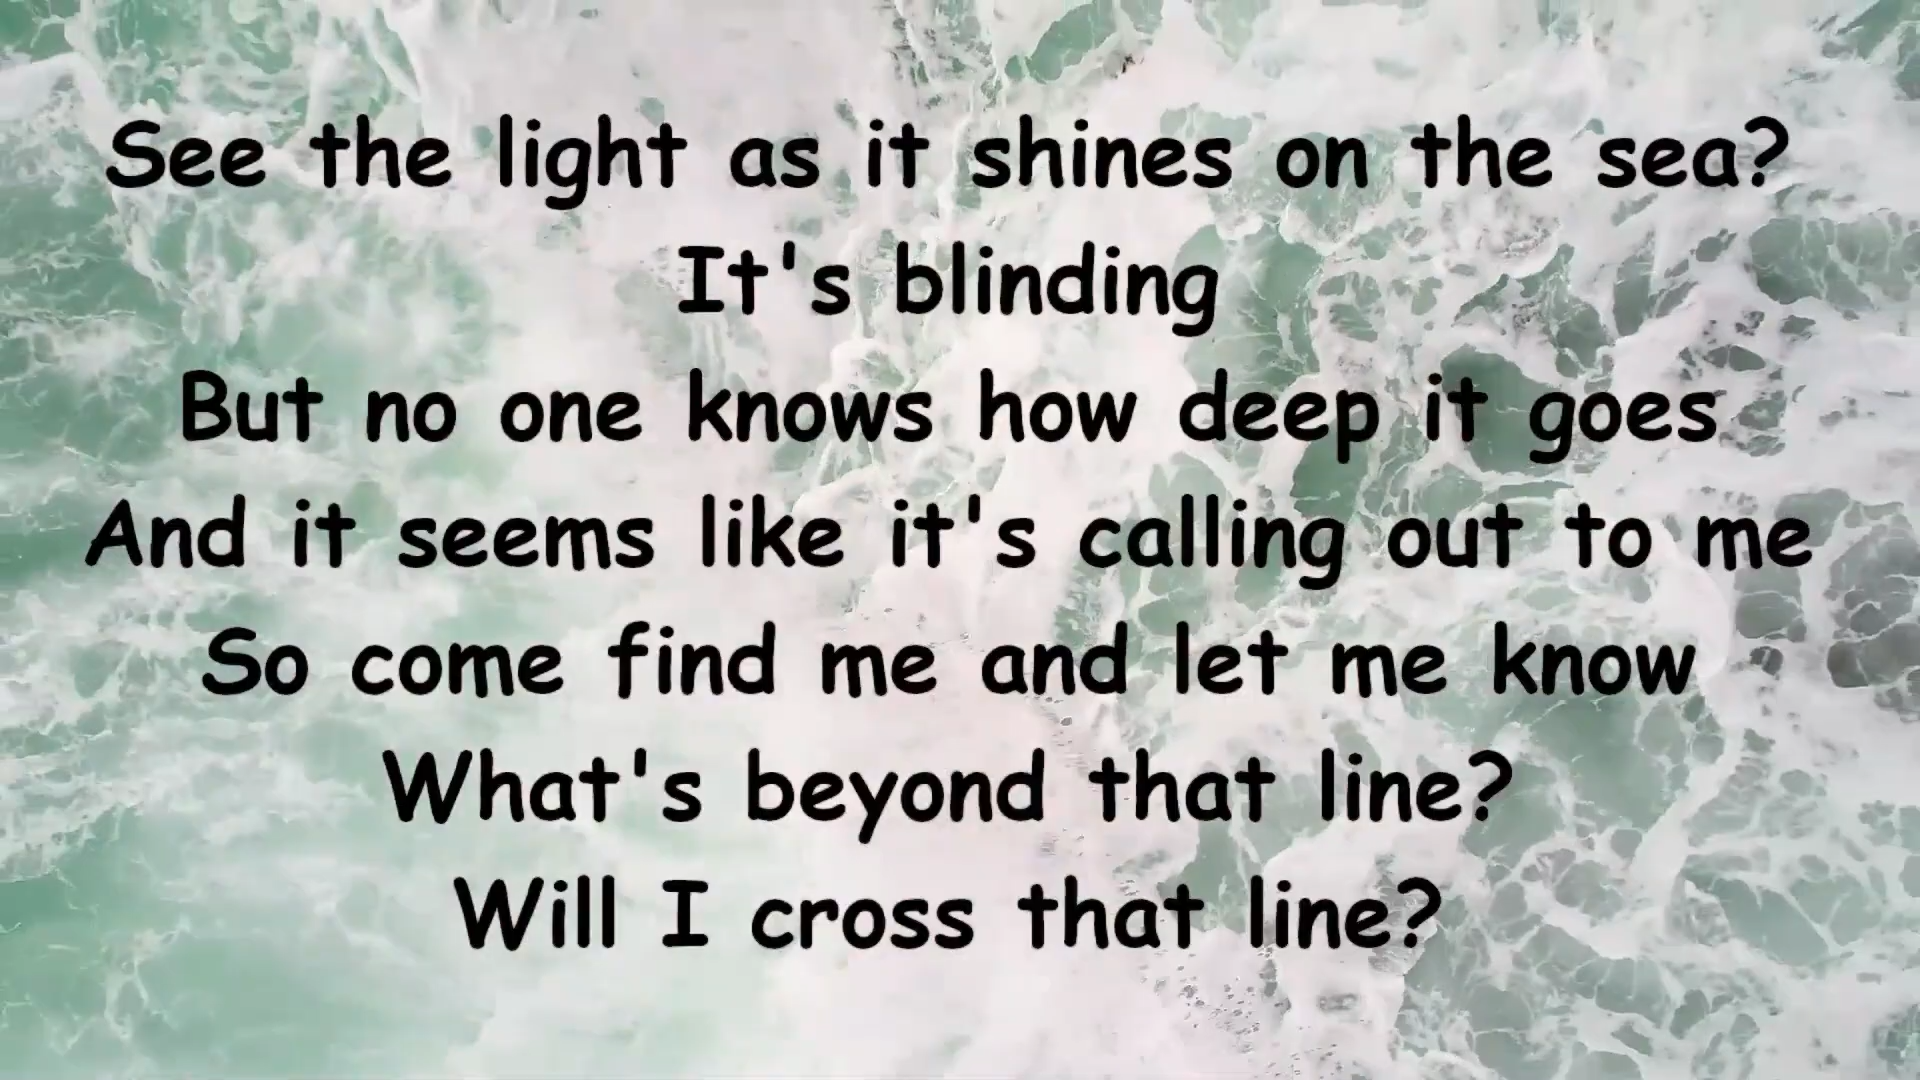 See the light as it shines on the sea?
It's blinding
But no one knows how deep it goes
And it seems like it's calling out to me
So come find me and let me know
What's beyond that line?
Will I cross that line?